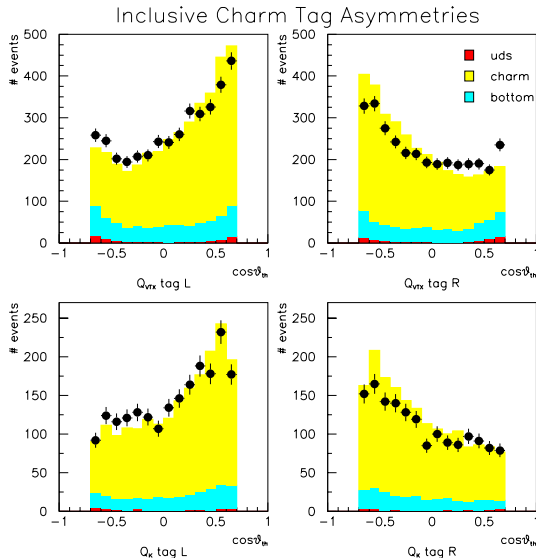 Inclusive Charm Tag Asymmetries
# events
500
400
300
200
100
0
-1 -0.5 0 0.5 1
cosϑth
QVTX tag L
# events
500
400
300
200
100
0
uds
charm
bottom
-1 -0.5 0 0.5 1
cosϑth
QVTX tag R
# events
250
200
150
100
50
0
-1 -0.5 0 0.5 1
cosϑth
QK tag L
# events
250
200
150
100
50
0
-1 -0.5 0 0.5 1
cosϑth
QK tag R